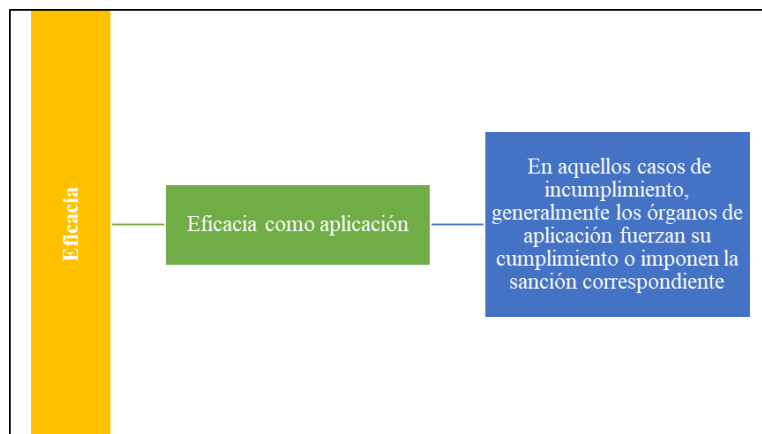 Eficacia
Eficacia como aplicación
En aquellos casos de
incumplimiento,
generalmente los órganos de
aplicación fuerzan su
cumplimiento o imponen la
sanción correspondiente